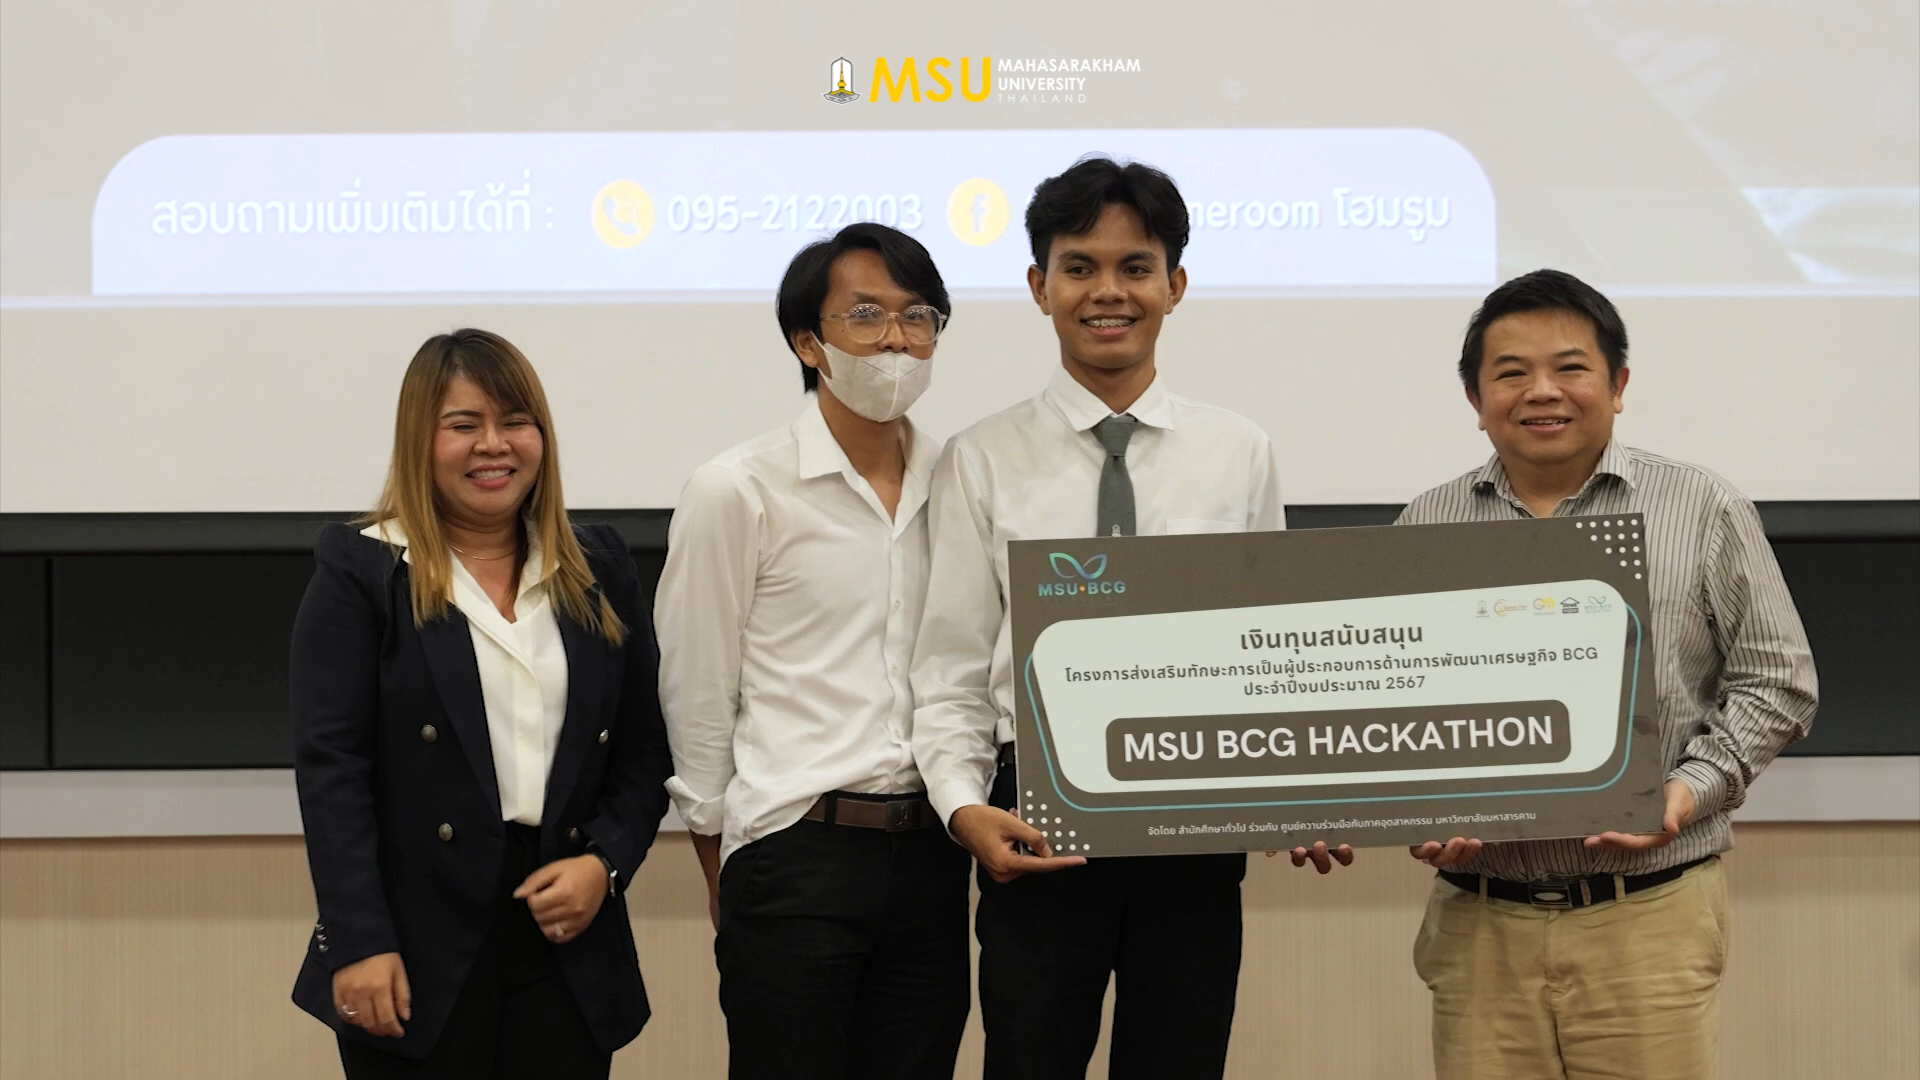 MSU MAHASARAKHAM
UNIVERSITY
THAILAND
สอบถามเพิ่มเติมได้ที่ : 095-2122003 f meroom โฮมรูม
MSU BCG
เงินทุนสนับสนุน
โครงการส่งเสริมทักษะการเป็นผู้ประกอบการด้านการพัฒนาเศรษฐกิจ BCG
ประจำปีงบประมาณ 2567
MSU BCG HACKATHON
จัดโดย สำนักศึกษาทั่วไป ร่วมกับ ศูนย์ความร่วมมือกับภาคอุตสาหกรรม มหาวิทยาลัยมหาสารคาม